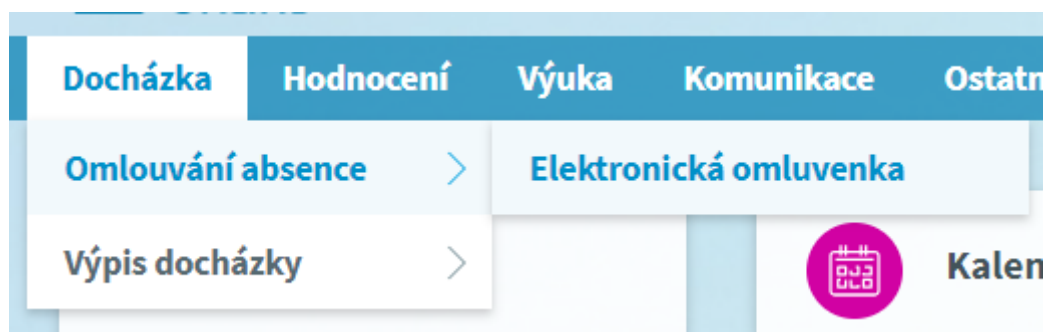 Docházka Hodnocení Výuka Komunikace
Omlouvání absence Elektronická omluvenka
Výpis docházky